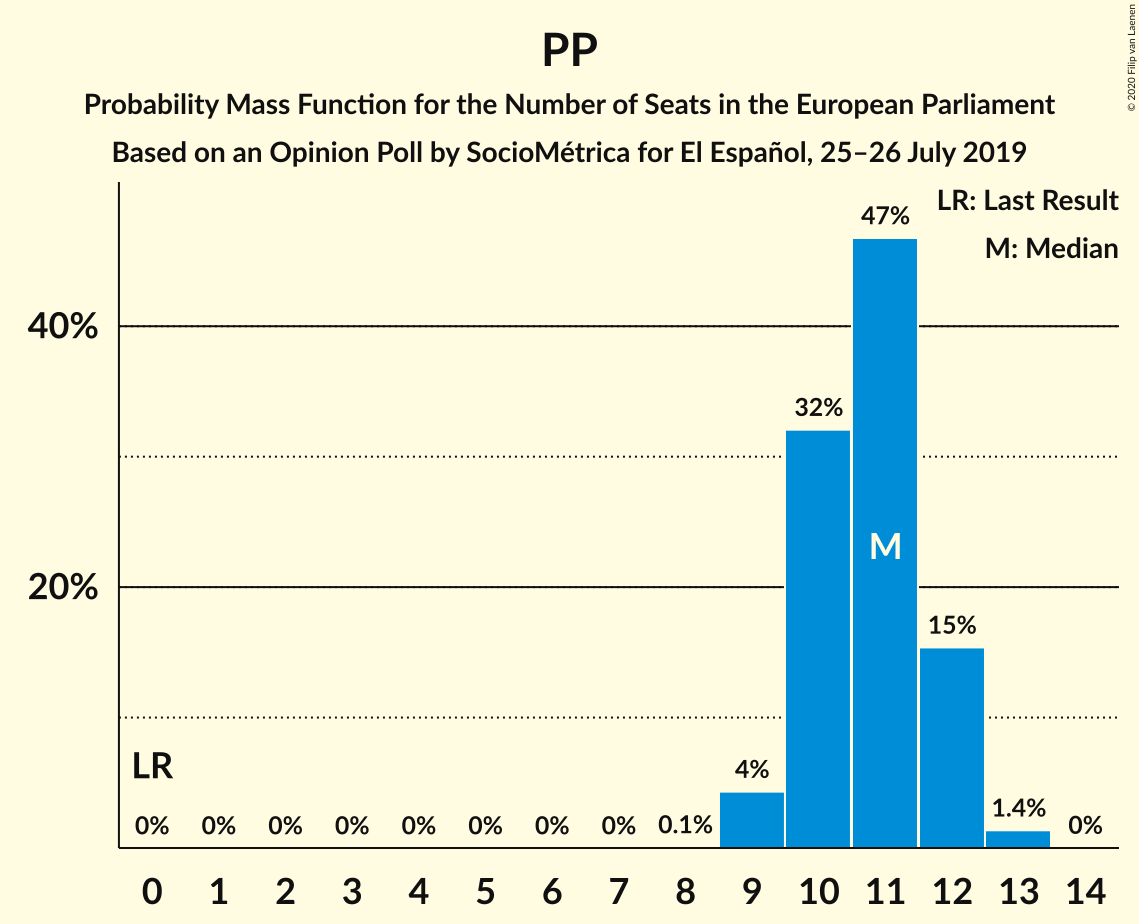 PP
Probability Mass Function for the Number of Seats in the European Parliament
Based on an Opinion Poll by SocioMétrica for El Español, 25–26 July 2019
© 2020 Filip van Laenen
LR: Last Result
M: Median
47%
40%
32%
M
20%
15%
LR
4%
0% 0% 0% 0% 0% 0% 0% 0% 0.1% 1.4% 0%
0 1 2 3 4 5 6 7 8 9 10 11 12 13 14